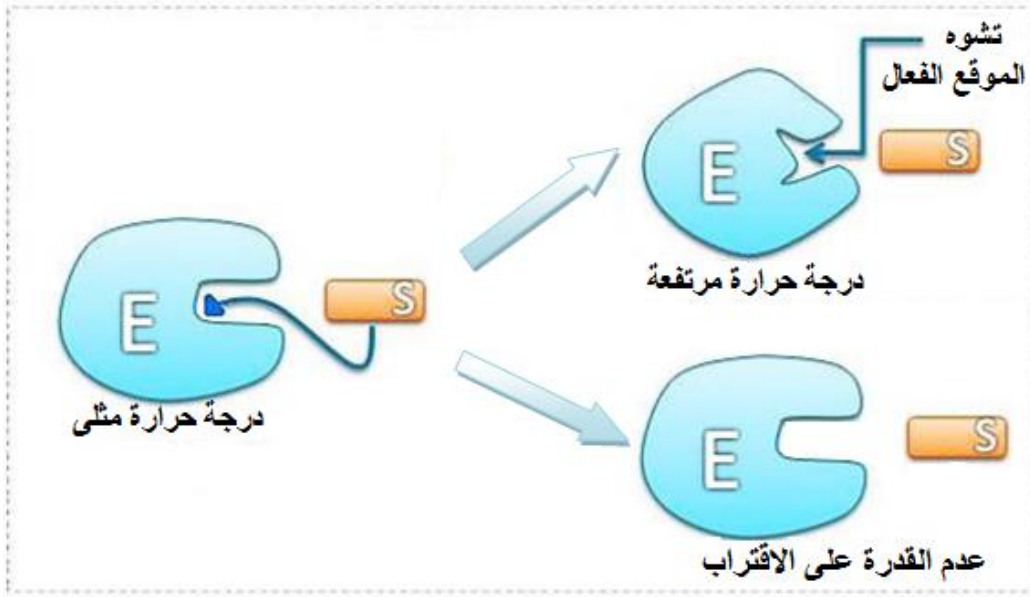 تشوه
الموقع الفعال
E
S
درجة حرارة مرتفعة
E
S
درجة حرارة مثلى
E
S
عدم القدرة على الاقتراب